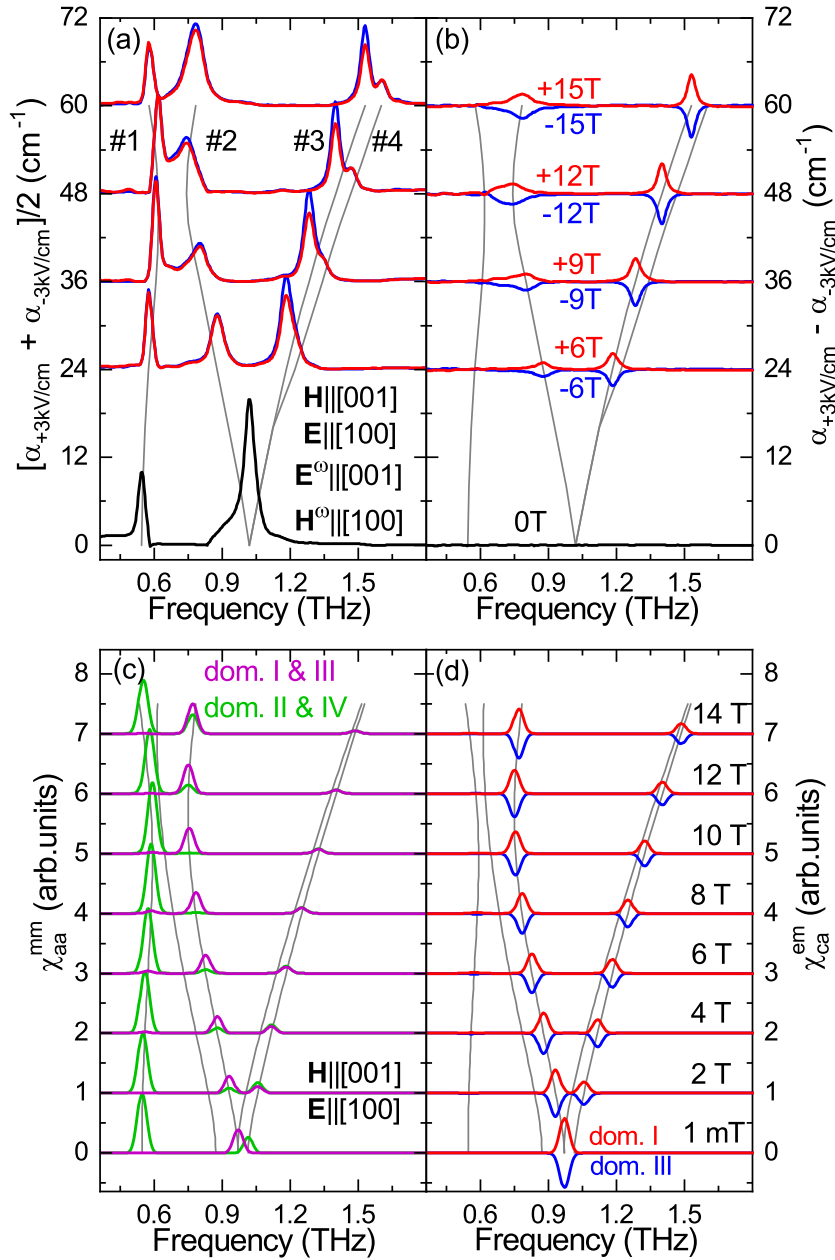 72
60
48
36
24
12
0
[α+3kV/cm + α-3kV/cm]/2 (cm-1)
(a)
#1
#2
#3
#4
H||[001]
E||[100]
Eω||[001]
Hω||[100]
0.6 0.9 1.2 1.5
Frequency (THz)
(b)
+15T
-15T
+12T
-12T
+9T
-9T
+6T
-6T
0T
72
60
48
36
24
12
0
α+3kV/cm - α-3kV/cm (cm-1)
0.6 0.9 1.2 1.5
Frequency (THz)
8
7
6
5
4
3
2
1
0
χmmaa (arb.units)
(c)
dom. I & III
dom. II & IV
H||[001]
E||[100]
0.6 0.9 1.2 1.5
Frequency (THz)
(d)
14 T
12 T
10 T
8 T
6 T
4 T
2 T
1 mT
dom. I
dom. III
8
7
6
5
4
3
2
1
0
χemca (arb.units)
0.6 0.9 1.2 1.5
Frequency (THz)